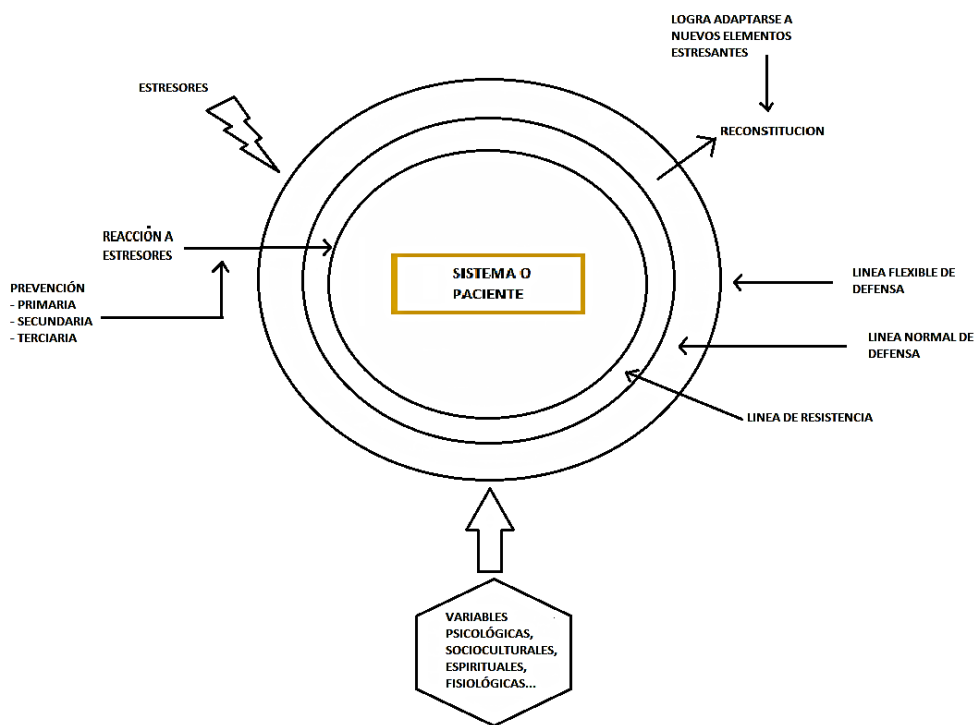 LOGRA ADAPTARSE A
NUEVOS ELEMENTOS
ESTRESANTES
ESTRESORES
RECONSTITUCION
REACCIÓN A
ESTRESORES
SISTEMA O
PACIENTE
PREVENCIÓN
- PRIMARIA
- SECUNDARIA
- TERCIARIA
LINEA FLEXIBLE DE
DEFENSA
LINEA NORMAL DE
DEFENSA
LINEA DE RESISTENCIA
VARIABLES
PSICOLÓGICAS,
SOCIOCULTURALES,
ESPIRITUALES,
FISIOLÓGICAS...